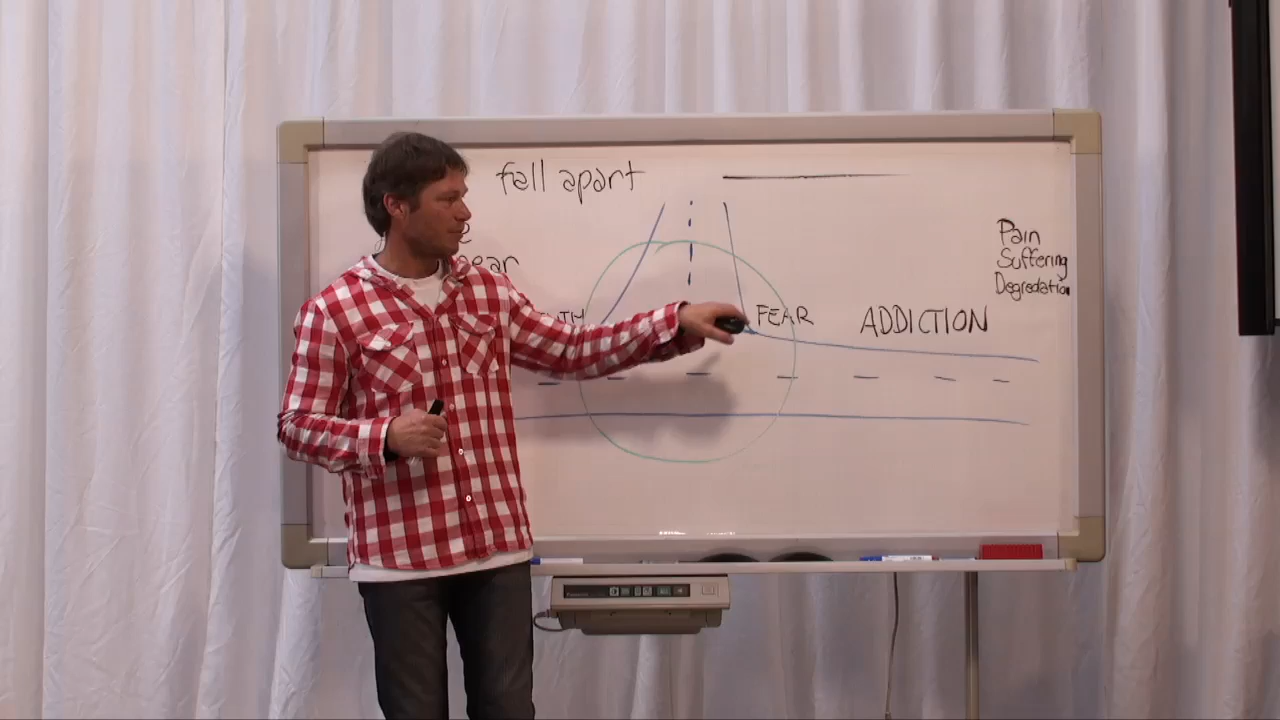 fall apart
Pain
Suffering
Degradation
FEAR
ADDICTION